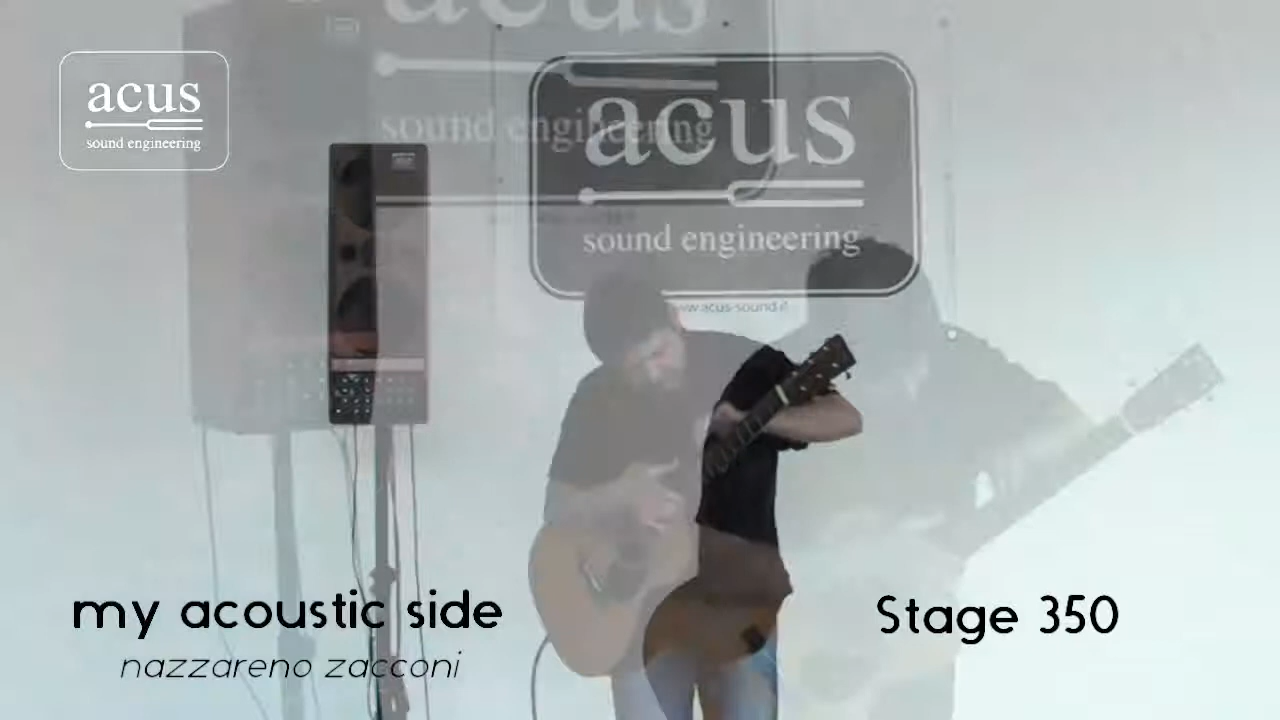 acus
sound engineering
acus
sound engineering
acus
sound engineering
www.acus-sound.it
my acoustic side
nazzareno zacconi
Stage 350